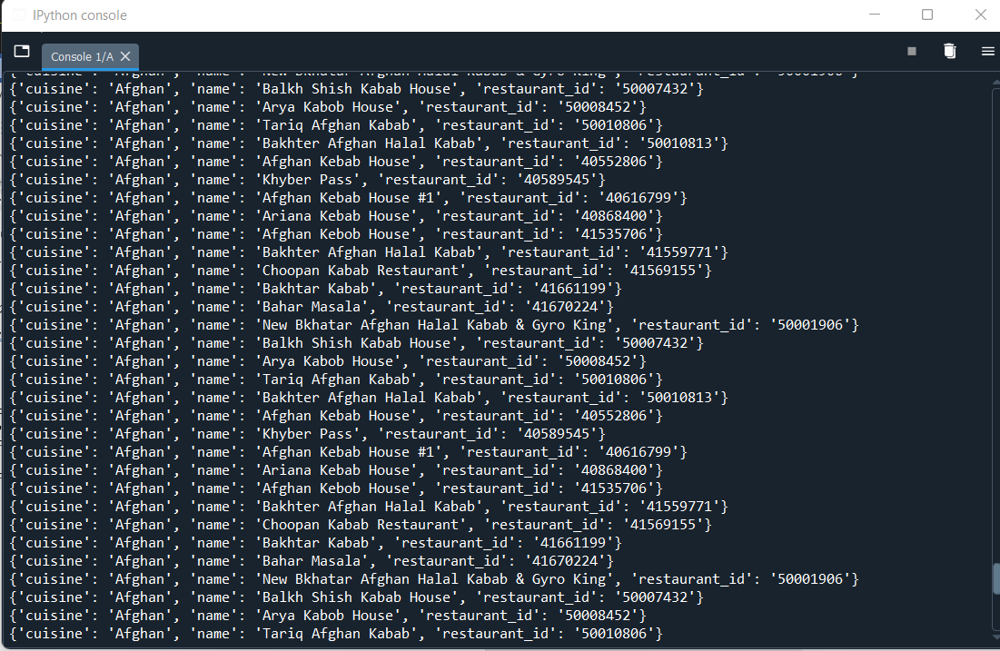 IPython console
Console 1/A
{'cuisine': 'Afghan', 'name': 'New Bkhatar Afghan Halal Kabab & Gyro King', 'restaurant_id': '50001906'}
{'cuisine': 'Afghan', 'name': 'Balkh Shish Kabab House', 'restaurant_id': '50007432'}
{'cuisine': 'Afghan', 'name': 'Arya Kabob House', 'restaurant_id': '50008452'}
{'cuisine': 'Afghan', 'name': 'Tariq Afghan Kabab', 'restaurant_id': '50010806'}
{'cuisine': 'Afghan', 'name': 'Bakhter Afghan Halal Kabab', 'restaurant_id': '50010813'}
{'cuisine': 'Afghan', 'name': 'Afghan Kebab House', 'restaurant_id': '40552806'}
{'cuisine': 'Afghan', 'name': 'Khyber Pass', 'restaurant_id': '40589545'}
{'cuisine': 'Afghan', 'name': 'Afghan Kebab House #1', 'restaurant_id': '40616799'}
{'cuisine': 'Afghan', 'name': 'Ariana Kebab House', 'restaurant_id': '40868400'}
{'cuisine': 'Afghan', 'name': 'Afghan Kebob House', 'restaurant_id': '41535706'}
{'cuisine': 'Afghan', 'name': 'Bakhter Afghan Halal Kabab', 'restaurant_id': '41559771'}
{'cuisine': 'Afghan', 'name': 'Choopan Kabab Restaurant', 'restaurant_id': '41569155'}
{'cuisine': 'Afghan', 'name': 'Bakhtar Kabab', 'restaurant_id': '41661199'}
{'cuisine': 'Afghan', 'name': 'Bahar Masala', 'restaurant_id': '41670224'}
{'cuisine': 'Afghan', 'name': 'New Bkhatar Afghan Halal Kabab & Gyro King', 'restaurant_id': '50001906'}
{'cuisine': 'Afghan', 'name': 'Balkh Shish Kabab House', 'restaurant_id': '50007432'}
{'cuisine': 'Afghan', 'name': 'Arya Kabob House', 'restaurant_id': '50008452'}
{'cuisine': 'Afghan', 'name': 'Tariq Afghan Kabab', 'restaurant_id': '50010806'}
{'cuisine': 'Afghan', 'name': 'Bakhter Afghan Halal Kabab', 'restaurant_id': '50010813'}
{'cuisine': 'Afghan', 'name': 'Afghan Kebab House', 'restaurant_id': '40552806'}
{'cuisine': 'Afghan', 'name': 'Khyber Pass', 'restaurant_id': '40589545'}
{'cuisine': 'Afghan', 'name': 'Afghan Kebab House #1', 'restaurant_id': '40616799'}
{'cuisine': 'Afghan', 'name': 'Ariana Kebab House', 'restaurant_id': '40868400'}
{'cuisine': 'Afghan', 'name': 'Afghan Kebob House', 'restaurant_id': '41535706'}
{'cuisine': 'Afghan', 'name': 'Bakhter Afghan Halal Kabab', 'restaurant_id': '41559771'}
{'cuisine': 'Afghan', 'name': 'Choopan Kabab Restaurant', 'restaurant_id': '41569155'}
{'cuisine': 'Afghan', 'name': 'Bakhtar Kabab', 'restaurant_id': '41661199'}
{'cuisine': 'Afghan', 'name': 'Bahar Masala', 'restaurant_id': '41670224'}
{'cuisine': 'Afghan', 'name': 'New Bkhatar Afghan Halal Kabab & Gyro King', 'restaurant_id': '50001906'}
{'cuisine': 'Afghan', 'name': 'Balkh Shish Kabab House', 'restaurant_id': '50007432'}
{'cuisine': 'Afghan', 'name': 'Arya Kabob House', 'restaurant_id': '50008452'}
{'cuisine': 'Afghan', 'name': 'Tariq Afghan Kabab', 'restaurant_id': '50010806'}